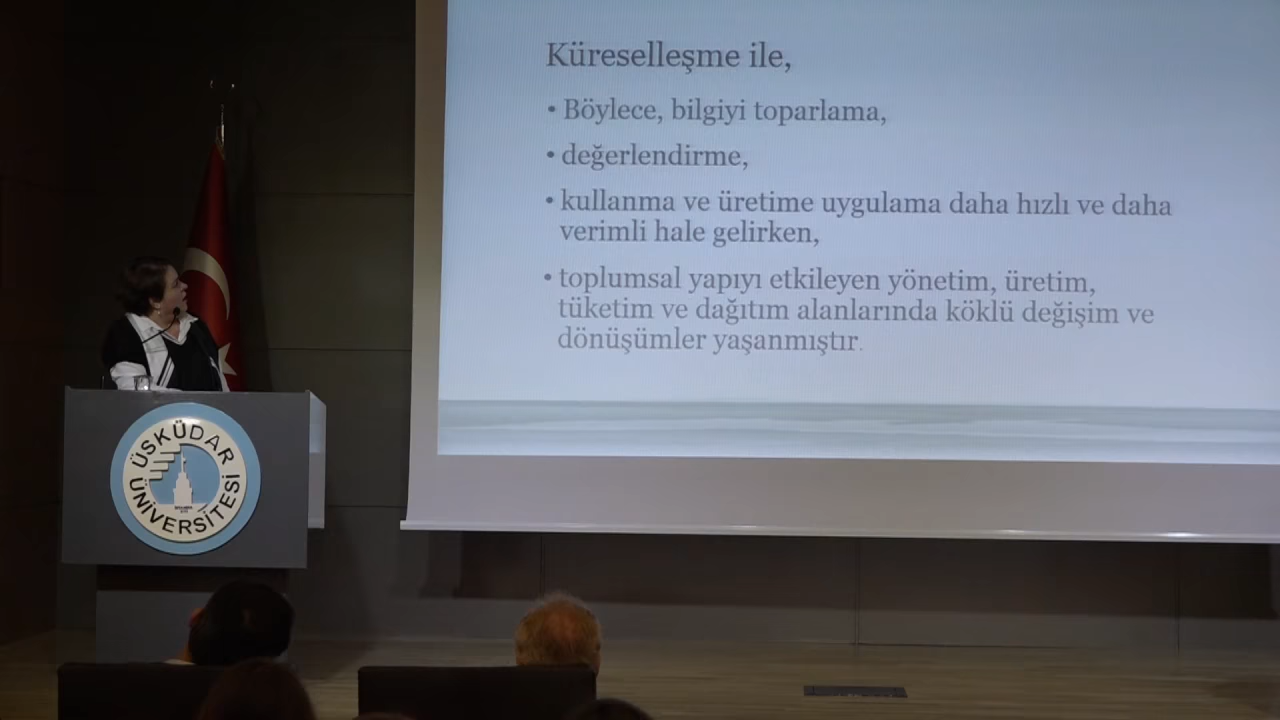 Küreselleşme ile,
• Böylece, bilgiyi toparlama,
• değerlendirme,
• kullanma ve üretime uygulama daha hızlı ve daha
verimli hale gelirken,
• toplumsal yapıyı etkileyen yönetim, üretim,
tüketim ve dağıtım alanlarında köklü değişim ve
dönüşümler yaşanmıştır.
ÜSKÜDAR
ÜNİVERSİTESİ